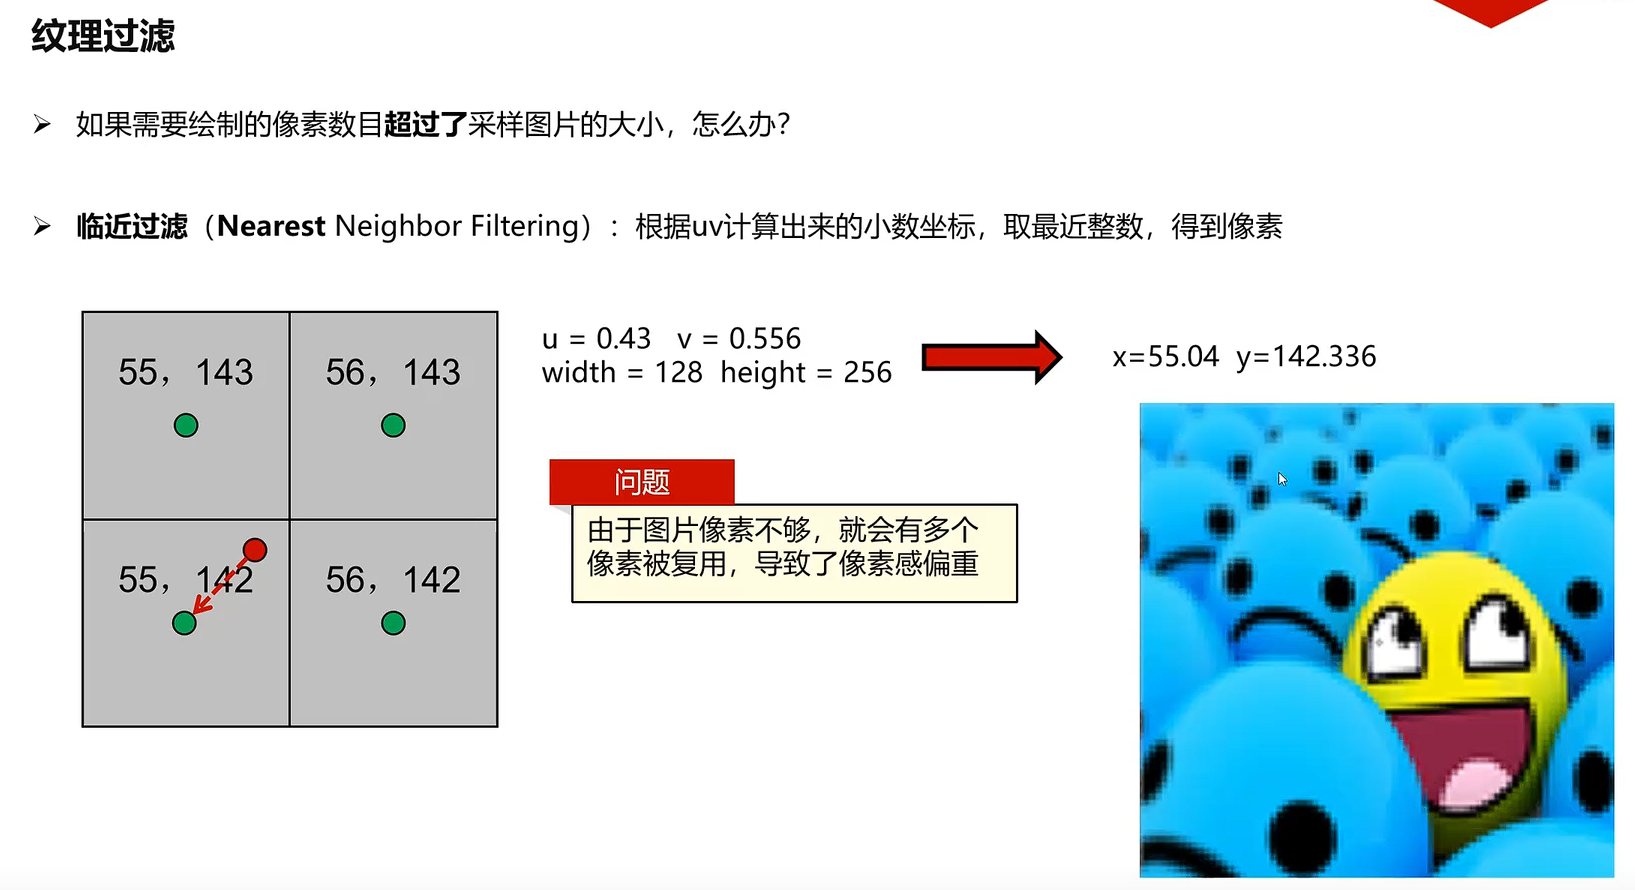 纹理过滤
如果需要绘制的像素数目超过了采样图片的大小，怎么办？
临近过滤（Nearest Neighbor Filtering）：根据uv计算出来的小数坐标，取最近整数，得到像素
55，143
56，143
55，142
56，142
u = 0.43 v = 0.556
width = 128 height = 256
x=55.04 y=142.336
问题
由于图片像素不够，就会有多个
像素被复用，导致了像素感偏重